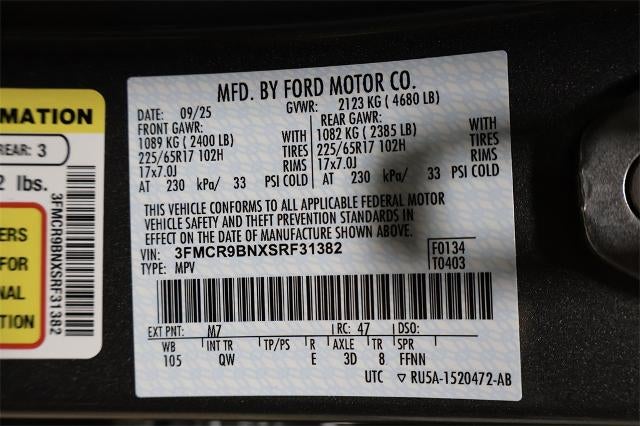 MATION
REAR: 3
2 lbs.
ERS
FOR
NAL
ION
3FMCR9BNXSRF31382
MFD. BY FORD MOTOR CO.
DATE: 09/25 GVWR: 2123 KG ( 4680 LB)
FRONT GAWR: REAR GAWR:
1089 KG ( 2400 LB) WITH 1082 KG ( 2385 LB) WITH
225/65R17 102H TIRES 225/65R17 102H TIRES
17x7.0J RIMS 17x7.0J RIMS
AT 230 kPa/ 33 PSI COLD AT 230 kPa/ 33 PSI COLD
THIS VEHICLE CONFORMS TO ALL APPLICABLE FEDERAL MOTOR
VEHICLE SAFETY AND THEFT PREVENTION STANDARDS IN
EFFECT ON THE DATE OF MANUFACTURE SHOWN ABOVE.
VIN: 3FMCR9BNXSRF31382 F0134
TYPE: MPV T0403
EXT PNT: M7 RC: 47 DSO:
WB INT TR TP/PS R AXLE TR SPR
105 QW E 3D 8 FFNN
UTC ▽ RU5A-1520472-AB